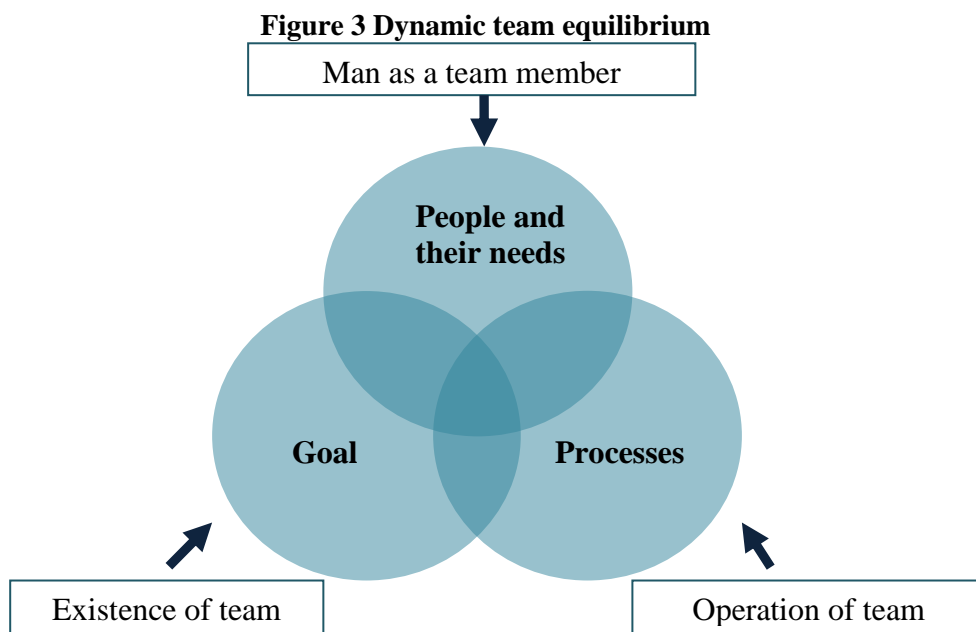 Figure 3 Dynamic team equilibrium
Man as a team member
People and
their needs
Goal
Processes
Existence of team
Operation of team